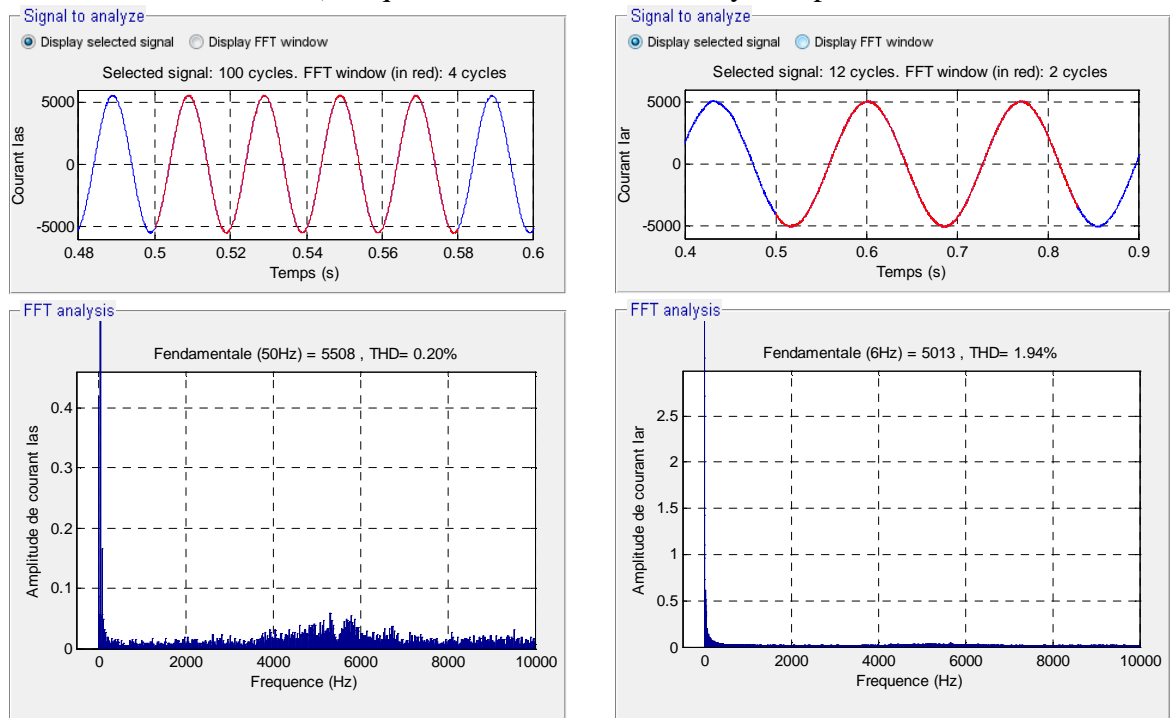 Signal to analyze
Display selected signal Display FFT window
Selected signal: 100 cycles. FFT window (in red): 4 cycles
5000
0
-5000
Courant Ias
0.48 0.5 0.52 0.54 0.56 0.58 0.6
Temps (s)
FFT analysis
Fendamentale (50Hz) = 5508 , THD= 0.20%
0.4
0.3
0.2
0.1
0
Amplitude de courant Ias
0 2000 4000 6000 8000 10000
Frequence (Hz)
Signal to analyze
Display selected signal Display FFT window
Selected signal: 12 cycles. FFT window (in red): 2 cycles
5000
0
-5000
Courant Iar
0.4 0.5 0.6 0.7 0.8 0.9
Temps (s)
FFT analysis
Fendamentale (6Hz) = 5013 , THD= 1.94%
2.5
2
1.5
1
0.5
0
Amplitude de courant Iar
0 2000 4000 6000 8000 10000
Frequence (Hz)